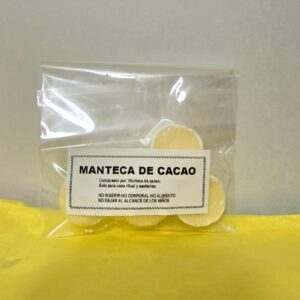 MANTECA DE CACAO
Compuesto por: Manteca de cacao.
Solo para usos ritual y esoterico.
NO INGERIR-NO CORPORAL-NO ALIMENTO
NO DEJAR AL ALCANCE DE LOS NIÑOS